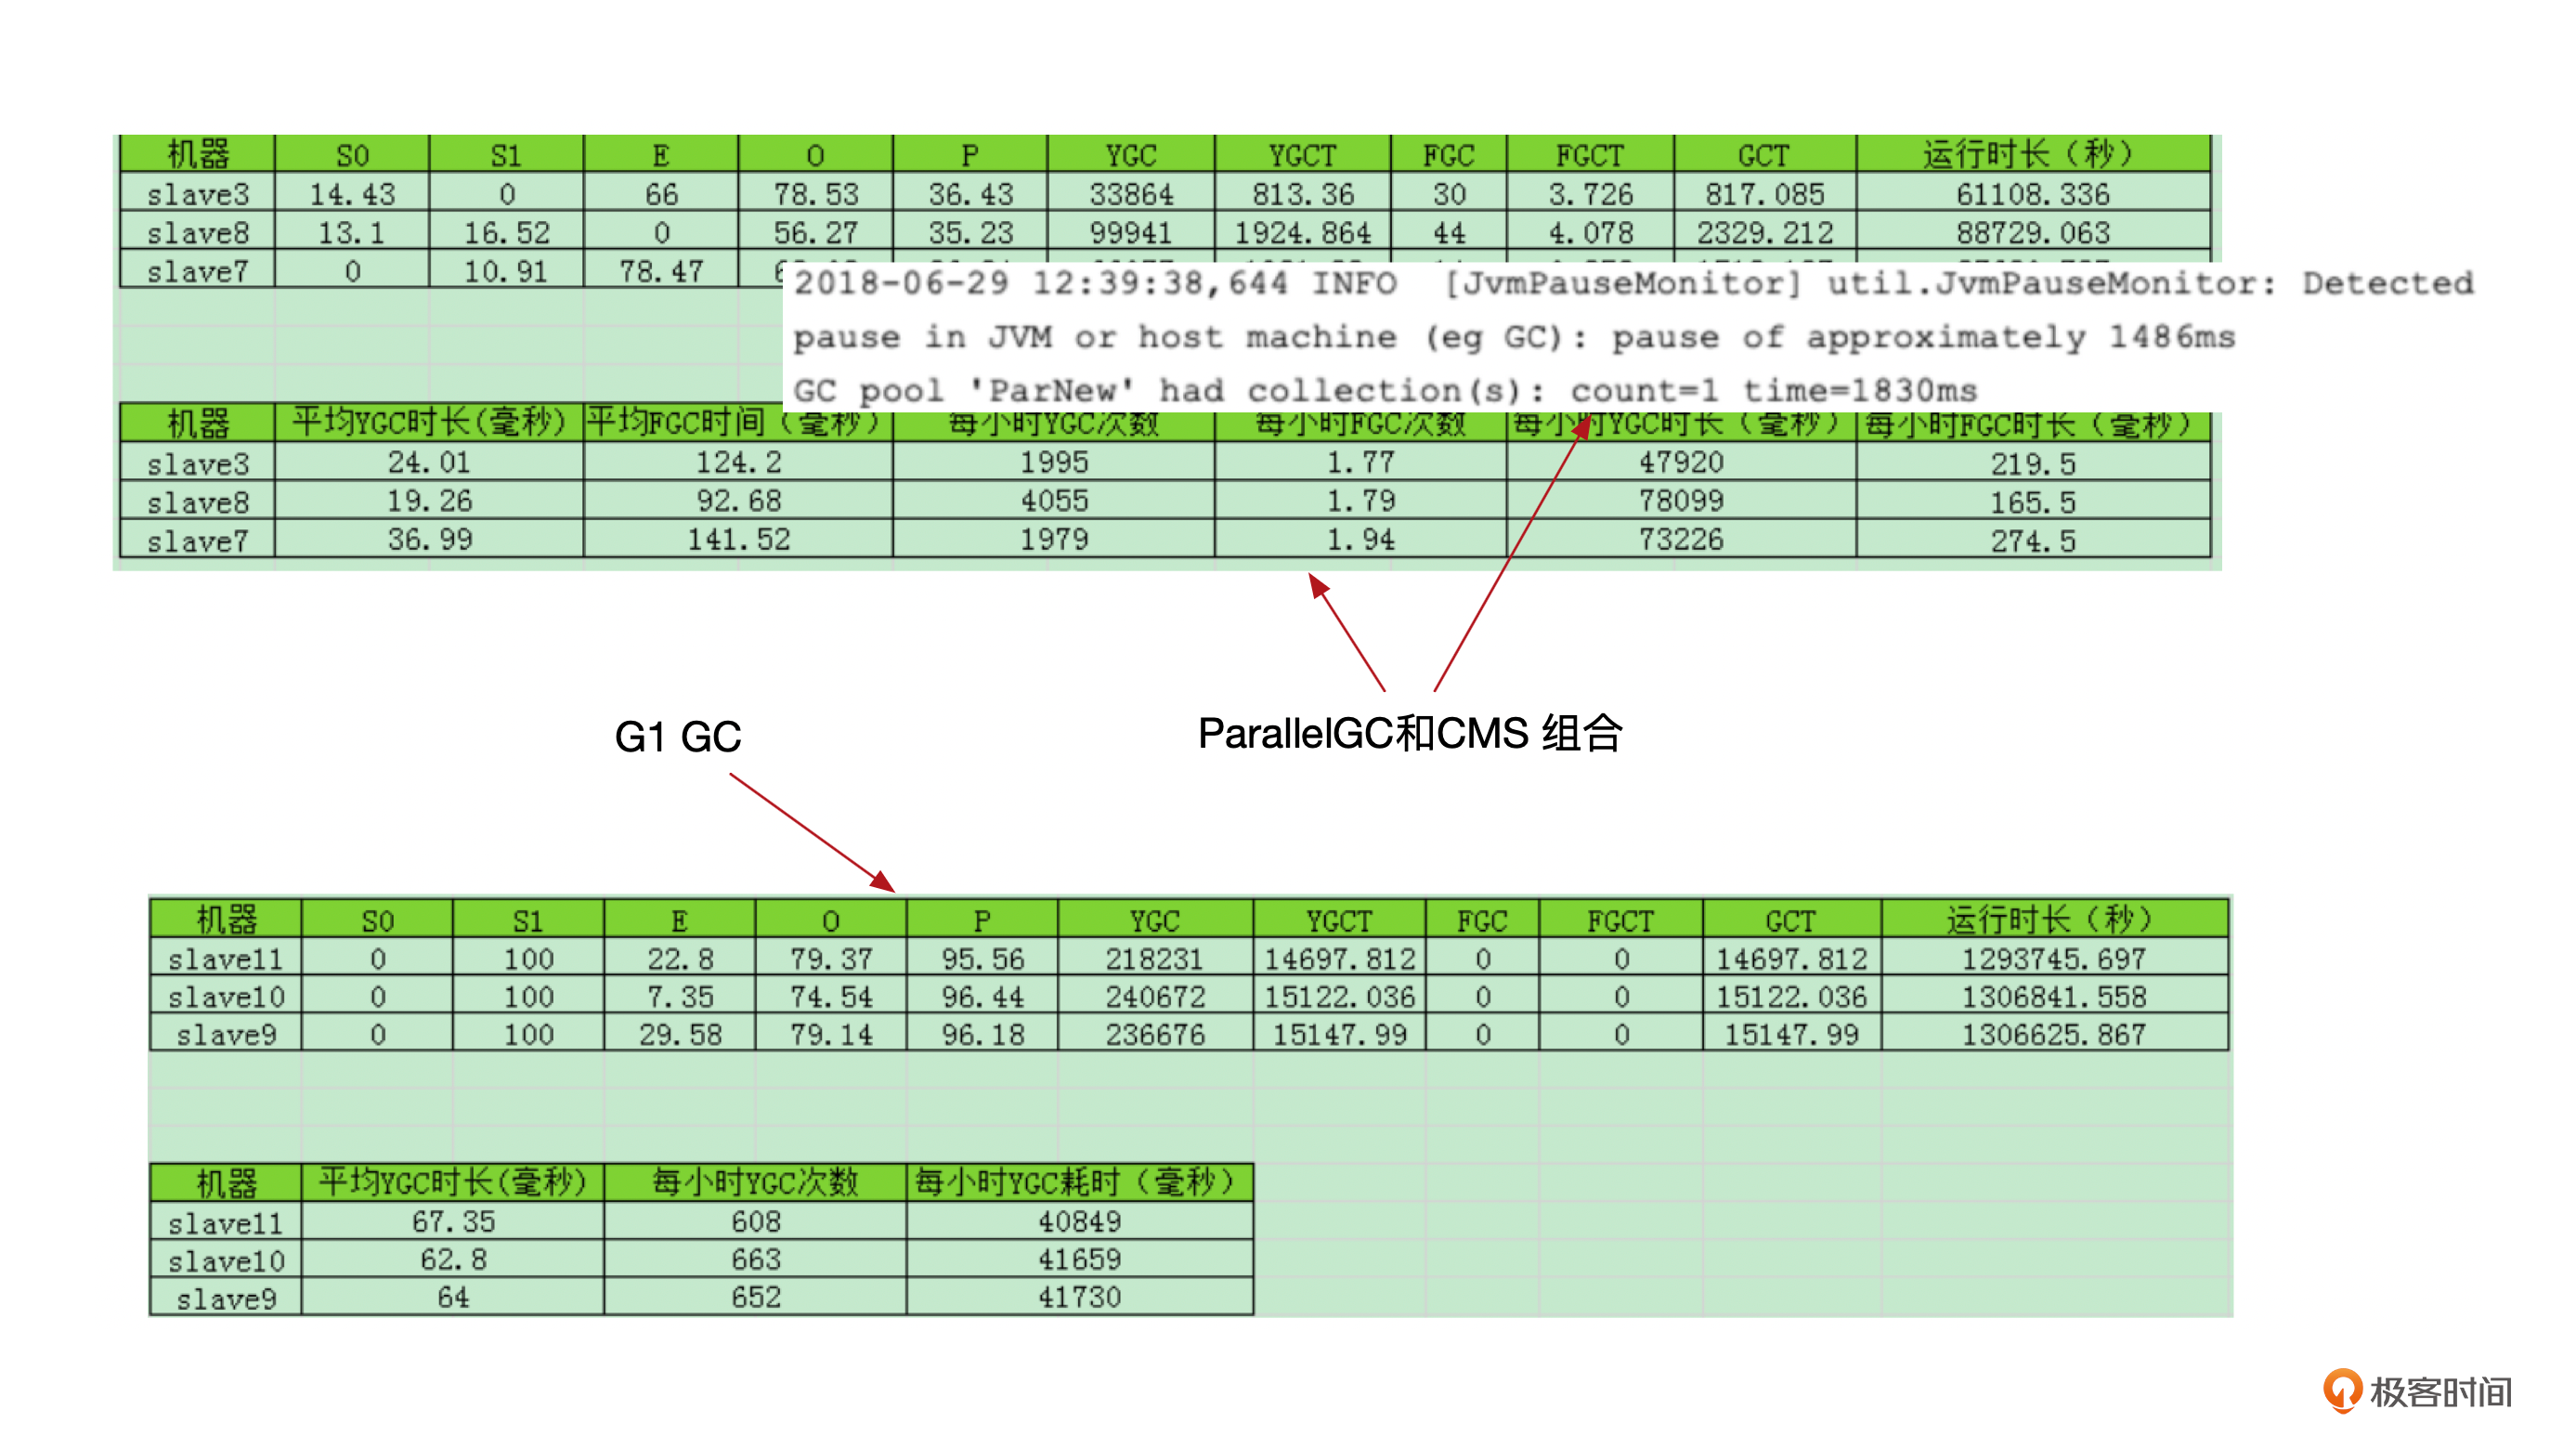 机器 S0 S1 E O P YGC YGCT FGC FGCT GCT 运行时长（秒）
slave3 14.43 0 66 78.53 36.43 33864 813.36 30 3.726 817.085 61108.336
slave8 13.1 16.52 0 56.27 35.23 99941 1924.864 44 4.078 2329.212 88729.063
slave7 0 10.91 78.47
2018-06-29 12:39:38,644 INFO [JvmPauseMonitor] util.JvmPauseMonitor: Detected
pause in JVM or host machine (eg GC): pause of approximately 1486ms
GC pool 'ParNew' had collection(s): count=1 time=1830ms
机器 平均YGC时长(毫秒) 平均FGC时间（毫秒） 每小时YGC次数 每小时FGC次数 每小时YGC时长（毫秒） 每小时FGC时长（毫秒）
slave3 24.01 124.2 1995 1.77 47920 219.5
slave8 19.26 92.68 4055 1.79 78099 165.5
slave7 36.99 141.52 1979 1.94 73226 274.5
G1 GC
ParallelGC和CMS 组合
机器 S0 S1 E O P YGC YGCT FGC FGCT GCT 运行时长（秒）
slave11 0 100 22.8 79.37 95.56 218231 14697.812 0 0 14697.812 1293745.697
slave10 0 100 7.35 74.54 96.44 240672 15122.036 0 0 15122.036 1306841.558
slave9 0 100 29.58 79.14 96.18 236676 15147.99 0 0 15147.99 1306625.867
机器 平均YGC时长(毫秒) 每小时YGC次数 每小时YGC耗时（毫秒）
slave11 67.35 608 40849
slave10 62.8 663 41659
slave9 64 652 41730
极客时间